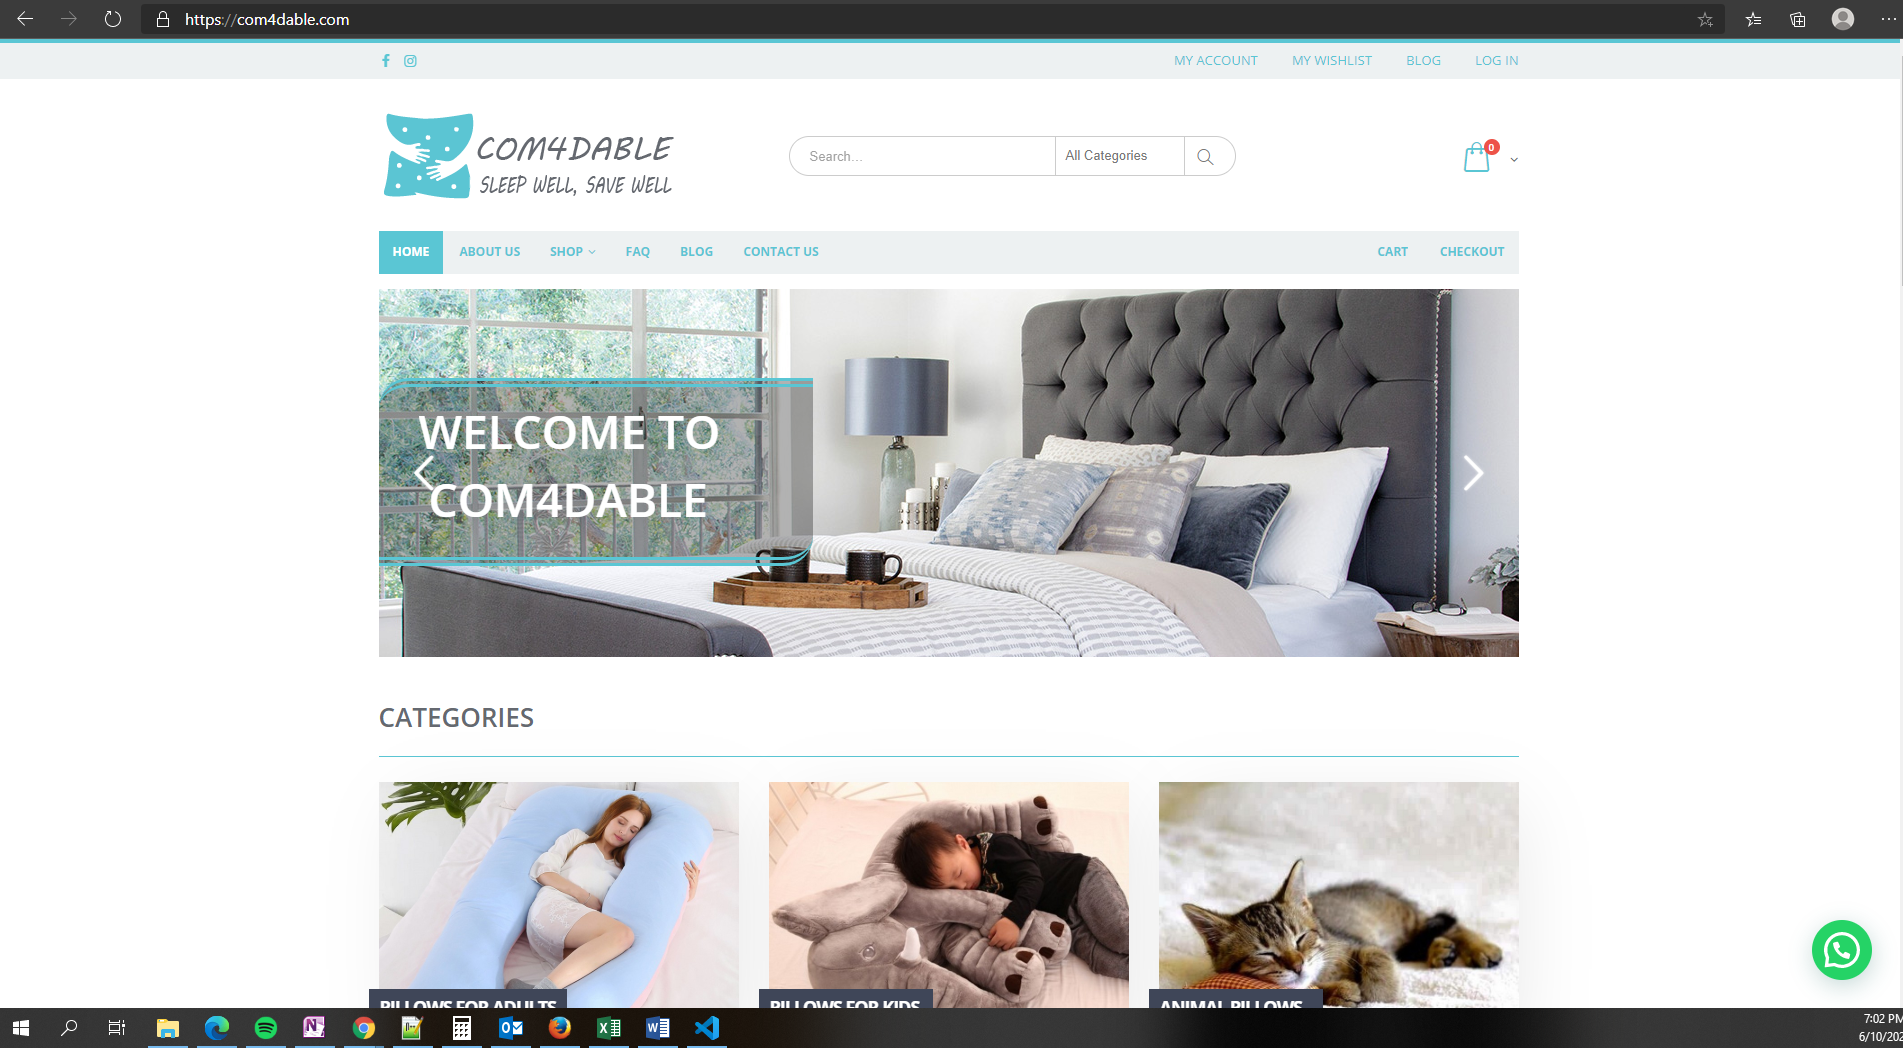 https://com4dable.com
MY ACCOUNT MY WISHLIST BLOG LOG IN
COM4DABLE
SLEEP WELL, SAVE WELL
Search...
All Categories
0
HOME ABOUT US SHOP FAQ BLOG CONTACT US CART CHECKOUT
WELCOME TO
COM4DABLE
CATEGORIES
PILLOWS FOR ADULTS PILLOWS FOR KIDS ANIMAL PILLOWS
7:02 PM
6/10/202